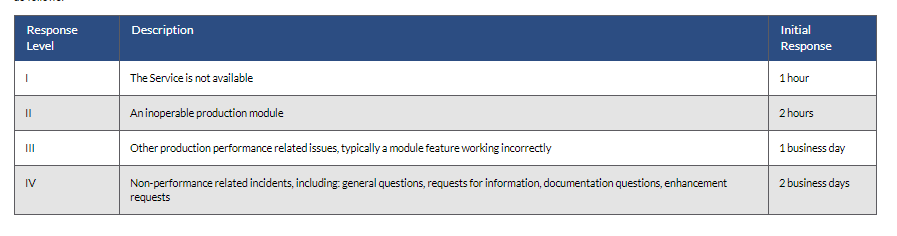 Response Level
Description
Initial Response
I
The Service is not available
1 hour
II
An inoperable production module
2 hours
III
Other production performance related issues, typically a module feature working incorrectly
1 business day
IV
Non-performance related incidents, including: general questions, requests for information, documentation questions, enhancement
requests
2 business days